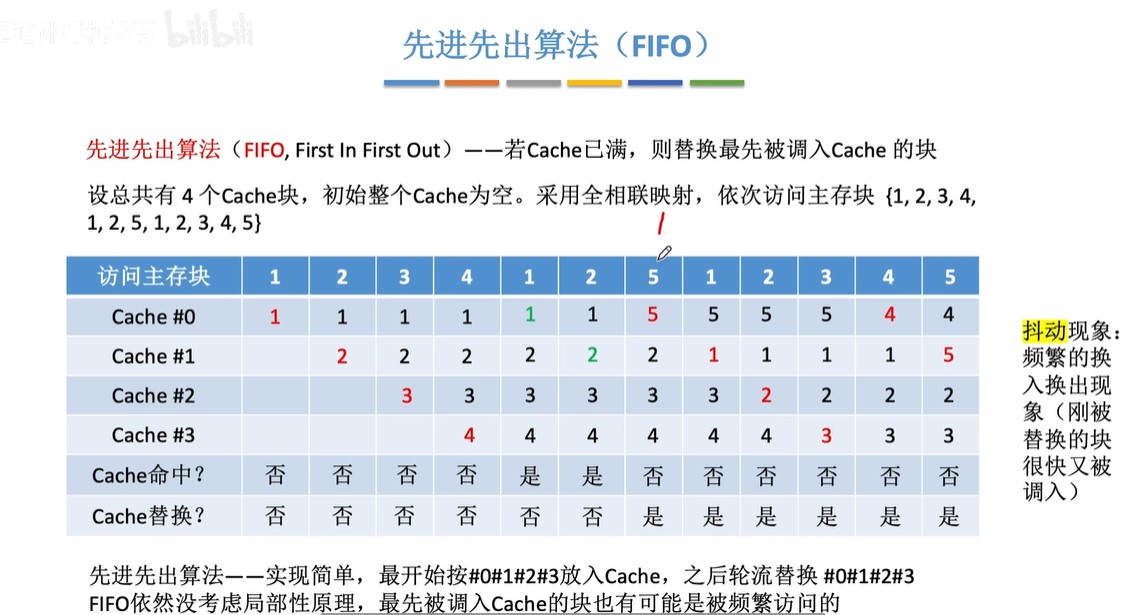 bilibili
先进先出算法（FIFO）
先进先出算法（FIFO, First In First Out）——若Cache已满，则替换最先被调入Cache 的块
设总共有 4 个Cache块，初始整个Cache为空。采用全相联映射，依次访问主存块 {1, 2, 3, 4,
1, 2, 5, 1, 2, 3, 4, 5}
访问主存块 1 2 3 4 1 2 5 1 2 3 4 5
Cache #0 1 1 1 1 1 1 5 5 5 5 4 4
Cache #1 2 2 2 2 2 2 1 1 1 1 5
Cache #2 3 3 3 3 3 3 2 2 2 2
Cache #3 4 4 4 4 4 4 3 3 3
Cache命中？ 否 否 否 否 是 是 否 否 否 否 否 否
Cache替换？ 否 否 否 否 否 否 是 是 是 是 是 是
抖动现象：
频繁的换
入换出现
象（刚被
替换的块
很快又被
调入）
先进先出算法——实现简单，最开始按#0#1#2#3放入Cache，之后轮流替换 #0#1#2#3
FIFO依然没考虑局部性原理，最先被调入Cache的块也有可能是被频繁访问的